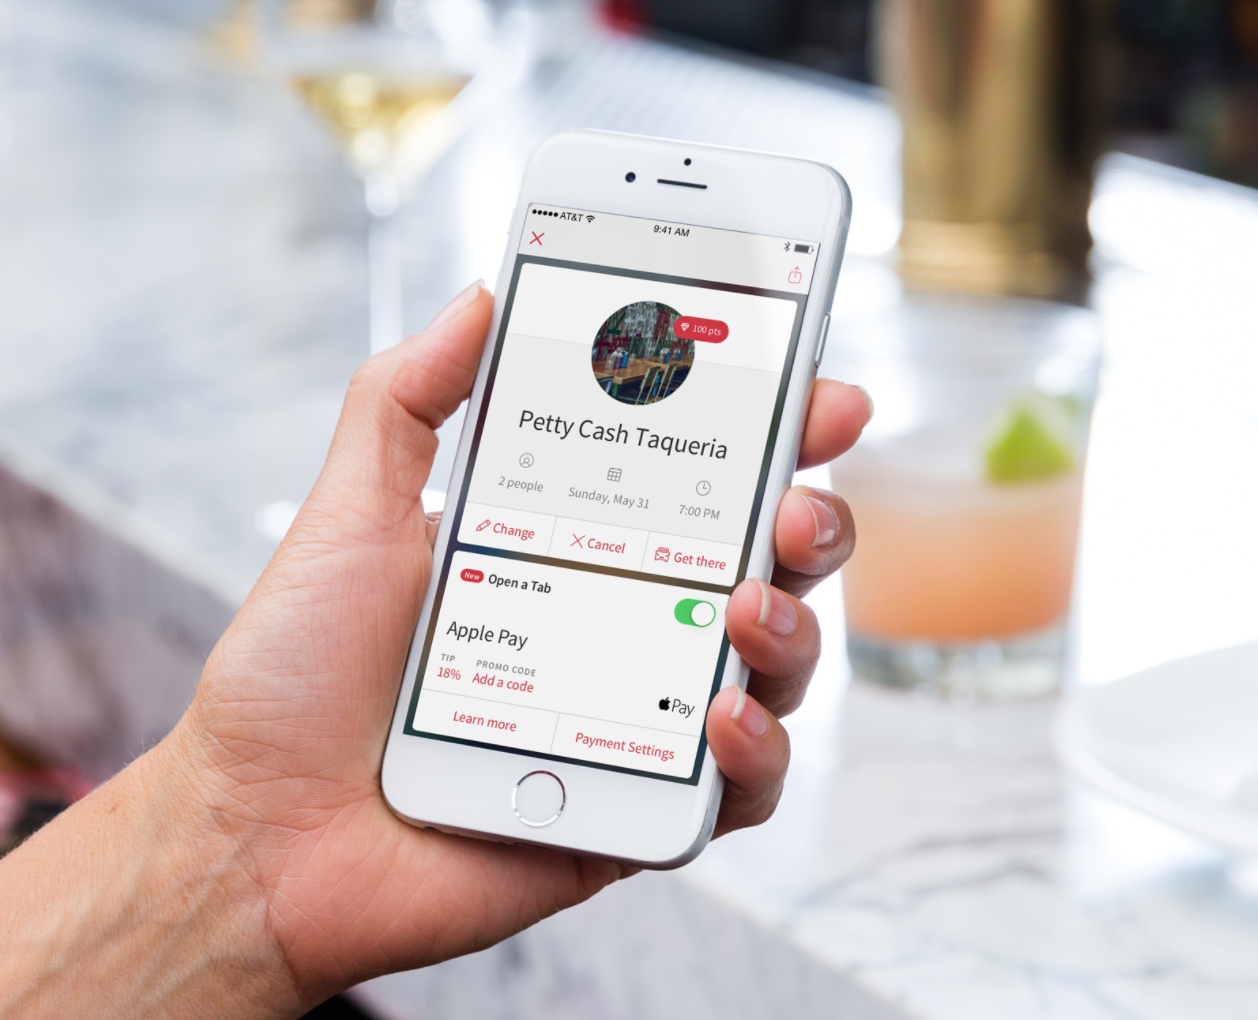 AT&T
9:41 AM
100 pts
Petty Cash Taqueria
2 people
Sunday, May 31
7:00 PM
Change
Cancel
Get there
New Open a Tab
Apple Pay
TIP PROMO CODE
18% Add a code
Pay
Learn more
Payment Settings